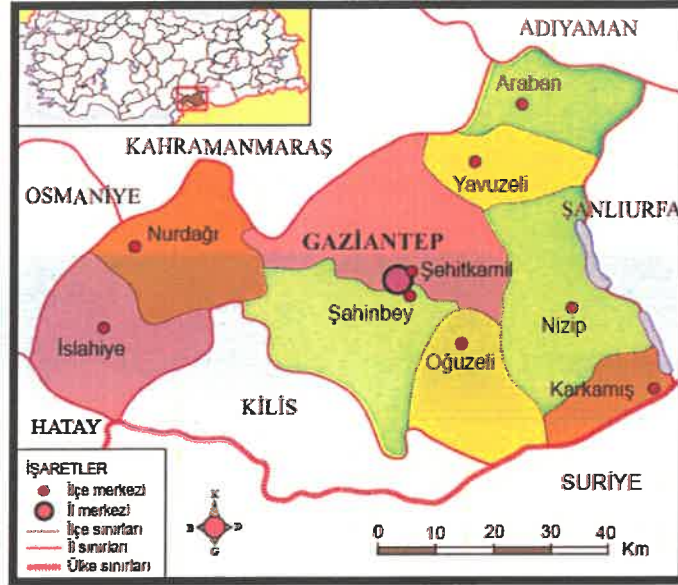 ADIYAMAN
Araban
KAHRAMANMARAŞ
Yavuzeli
OSMANİYE
ŞANLIURFA
Nurdağı
GAZİANTEP
Şehitkamil
Şahinbey
Nizip
İslahiye
Oğuzeli
Karkamış
KİLİS
HATAY
SURİYE
İŞARETLER
İlçe merkezi
İl merkezi
İlçe sınırları
İl sınırları
Ülke sınırları
K
B D
G
0 10 20 30 40
Km